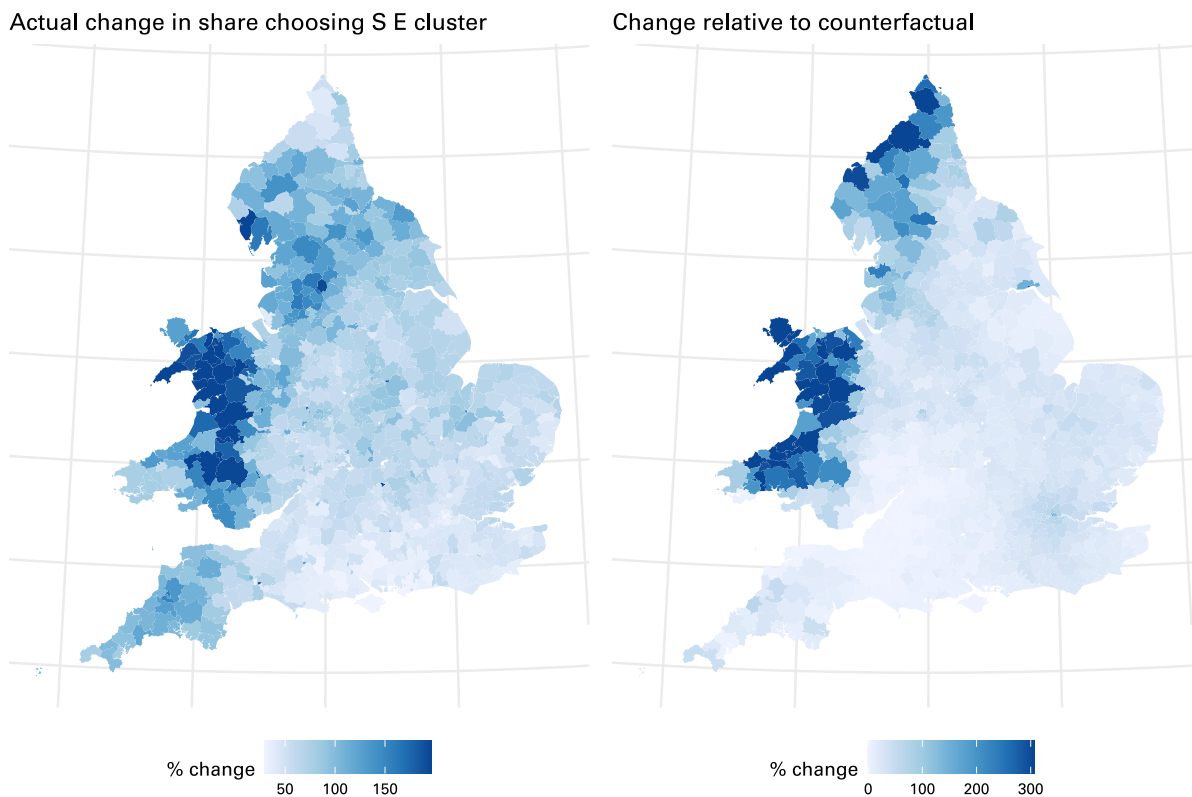 Actual change in share choosing S E cluster
Change relative to counterfactual
% change
50 100 150
% change
0 100 200 300